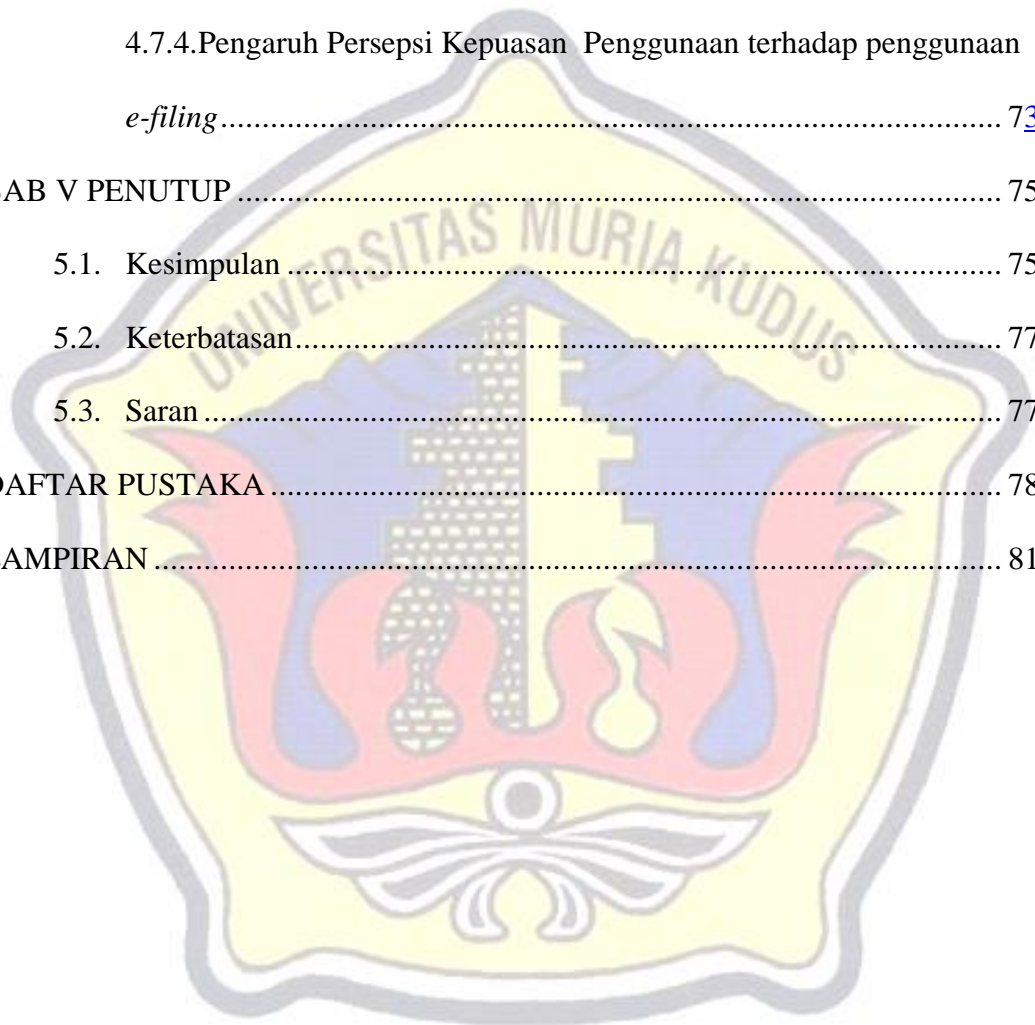 4.7.4.Pengaruh Persepsi Kepuasan Penggunaan terhadap penggunaan
e-filing........................................................................................ 73
AB V PENUTUP ........................................................................................ 75
5.1. Kesimpulan ........................................................................................ 75
5.2. Keterbatasan........................................................................................ 77
5.3. Saran ........................................................................................ 77
DAFTAR PUSTAKA ........................................................................................ 78
AMPIRAN ........................................................................................ 81
UNIVERSITAS MURIA KUDUS